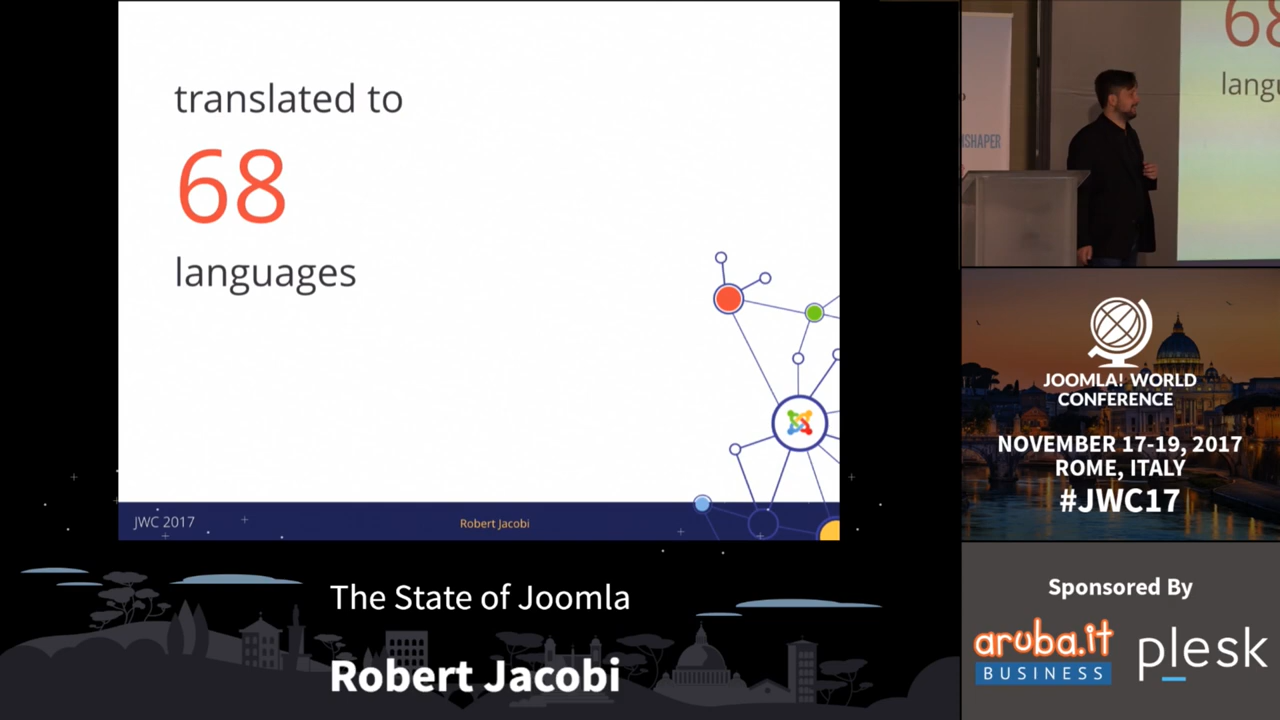 translated to
68
languages
JWC 2017
Robert Jacobi
The State of Joomla
Robert Jacobi
68
langu
SHAPER
JOOMLA! WORLD
CONFERENCE
NOVEMBER 17-19, 2017
ROME, ITALY
#JWC17
Sponsored By
aruba.it
BUSINESS
plesk